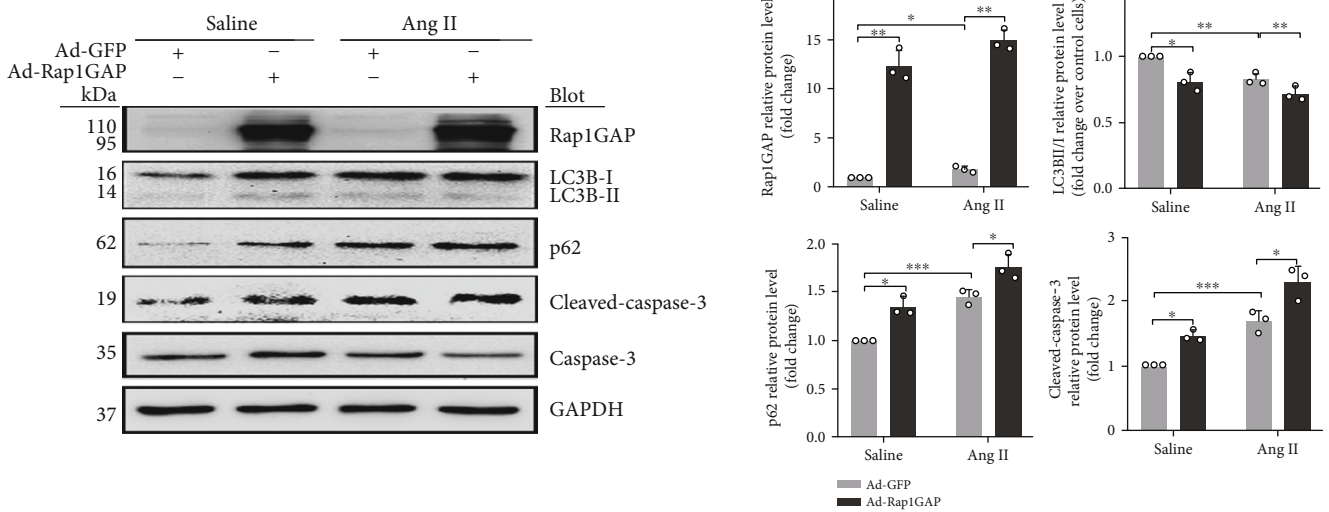 Saline Ang II
Ad-GFP + − + −
Ad-Rap1GAP − + − +
kDa Blot
110
95
Rap1GAP
16 LC3B-I
14 LC3B-II
62 p62
19 Cleaved-caspase-3
35 Caspase-3
37 GAPDH
Rap1GAP relative protein level
(fold change)
15
10
5
0
*
**
**
Saline Ang II
LC3BII/I relative protein level
(fold change over control cells)
1.0
0.5
0.0
**
*
**
Saline Ang II
p62 relative protein level
(fold change)
2.0
1.5
1.0
0.5
0.0
***
*
*
Saline Ang II
Cleaved-caspase-3
relative protein level
(fold change)
3
2
1
0
***
*
*
Saline Ang II
Ad-GFP
Ad-Rap1GAP